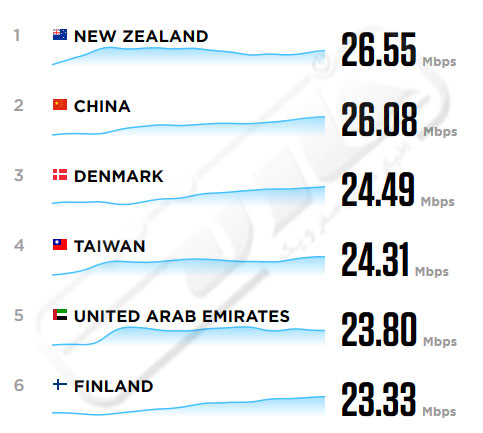 1 NEW ZEALAND 26.55 Mbps
2 CHINA 26.08 Mbps
3 DENMARK 24.49 Mbps
4 TAIWAN 24.31 Mbps
5 UNITED ARAB EMIRATES 23.80 Mbps
6 FINLAND 23.33 Mbps